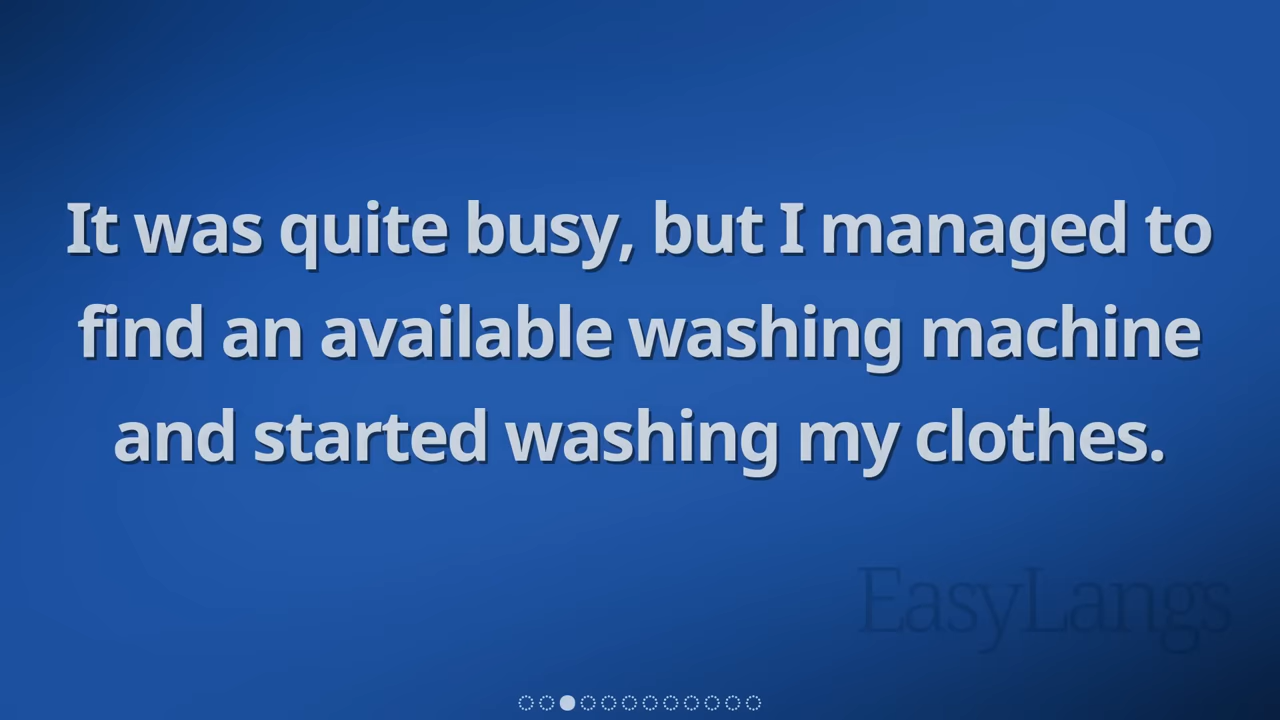 It was quite busy, but I managed to
find an available washing machine
and started washing my clothes.
EasyLangs